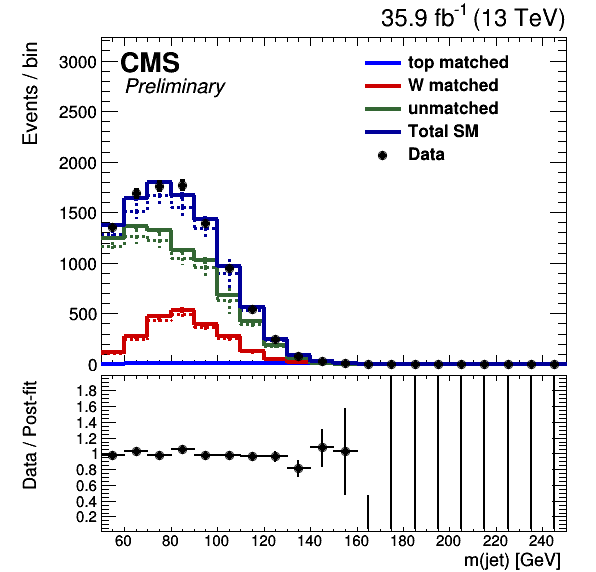 35.9 fb⁻¹ (13 TeV)
CMS
Preliminary
top matched
W matched
unmatched
Total SM
Data
Events / bin
3000
2500
2000
1500
1000
500
0
Data / Post-fit
1.8
1.6
1.4
1.2
1
0.8
0.6
0.4
0.2
60 80 100 120 140 160 180 200 220 240
m(jet) [GeV]